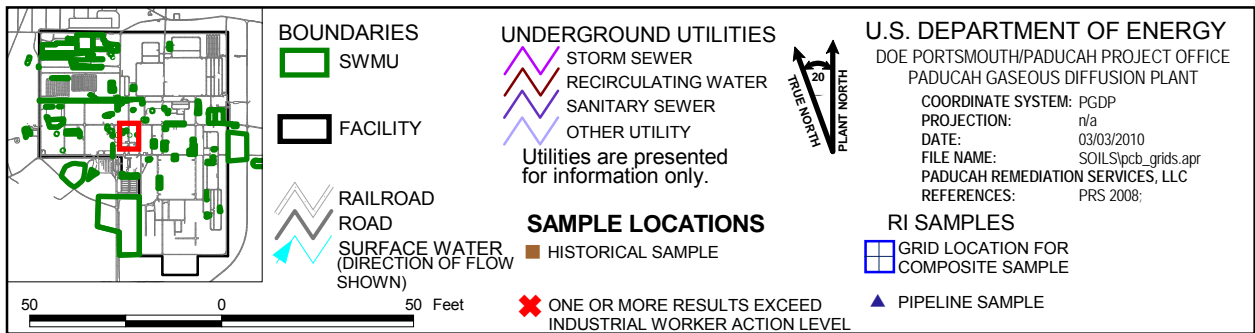 BOUNDARIES
SWMU
FACILITY
RAILROAD
ROAD
SURFACE WATER
(DIRECTION OF FLOW
SHOWN)
50 0 50 Feet
UNDERGROUND UTILITIES
STORM SEWER
RECIRCULATING WATER
SANITARY SEWER
OTHER UTILITY
Utilities are presented
for information only.
SAMPLE LOCATIONS
HISTORICAL SAMPLE
ONE OR MORE RESULTS EXCEED
INDUSTRIAL WORKER ACTION LEVEL
TRUE NORTH
20
PLANT NORTH
U.S. DEPARTMENT OF ENERGY
DOE PORTSMOUTH/PADUCAH PROJECT OFFICE
PADUCAH GASEOUS DIFFUSION PLANT
COORDINATE SYSTEM: PGDP
PROJECTION: n/a
DATE: 03/03/2010
FILE NAME: SOILS\pcb_grids.apr
PADUCAH REMEDIATION SERVICES, LLC
REFERENCES: PRS 2008;
RI SAMPLES
GRID LOCATION FOR
COMPOSITE SAMPLE
PIPELINE SAMPLE